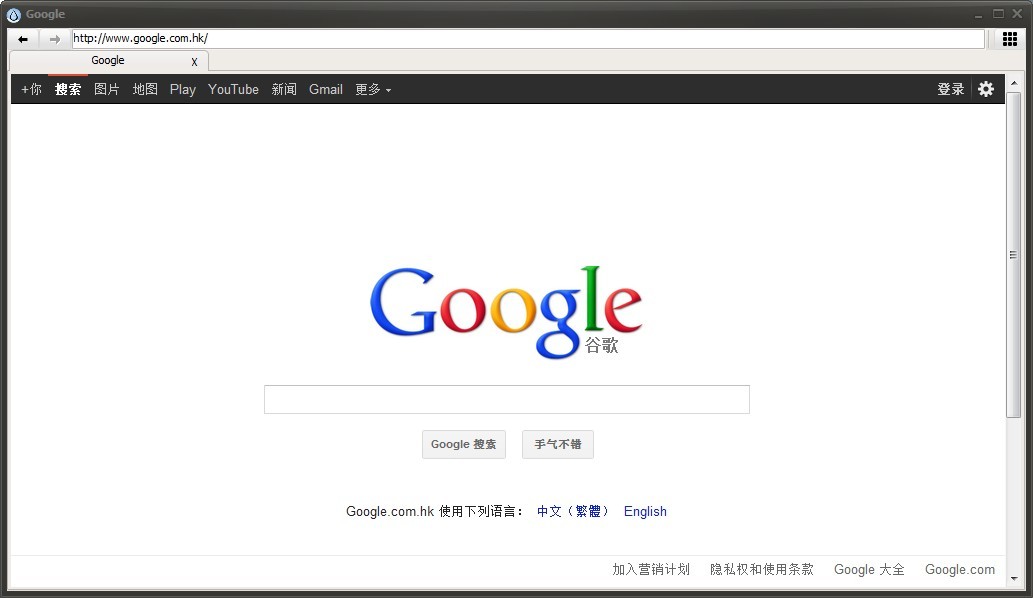 Google
http://www.google.com.hk/
Google x
+你 搜索 图片 地图 Play YouTube 新闻 Gmail 更多 登录
Google
谷歌
Google 搜索 手气不错
Google.com.hk 使用下列语言： 中文（繁體） English
加入营销计划 隐私权和使用条款 Google 大全 Google.com